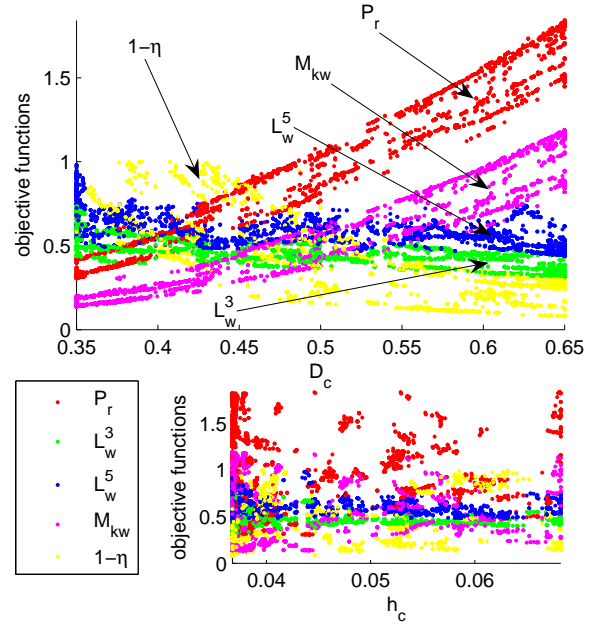 P_r
1−η
M_kw
L_w^5
L_w^3
objective functions
1.5
1
0.5
0
0.35 0.4 0.45 0.5 0.55 0.6 0.65
D_c
P_r
L_w^3
L_w^5
M_kw
1−η
objective functions
1.5
1
0.5
0
0.04 0.05 0.06
h_c